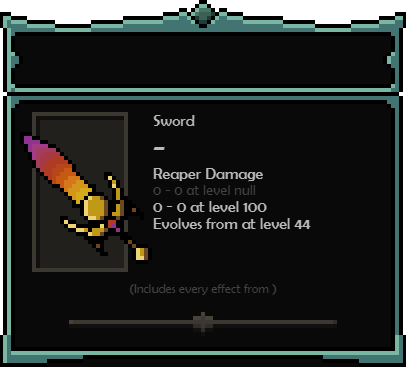 Sword
–
Reaper Damage
0 - 0 at level null
0 - 0 at level 100
Evolves from at level 44
(Includes every effect from )